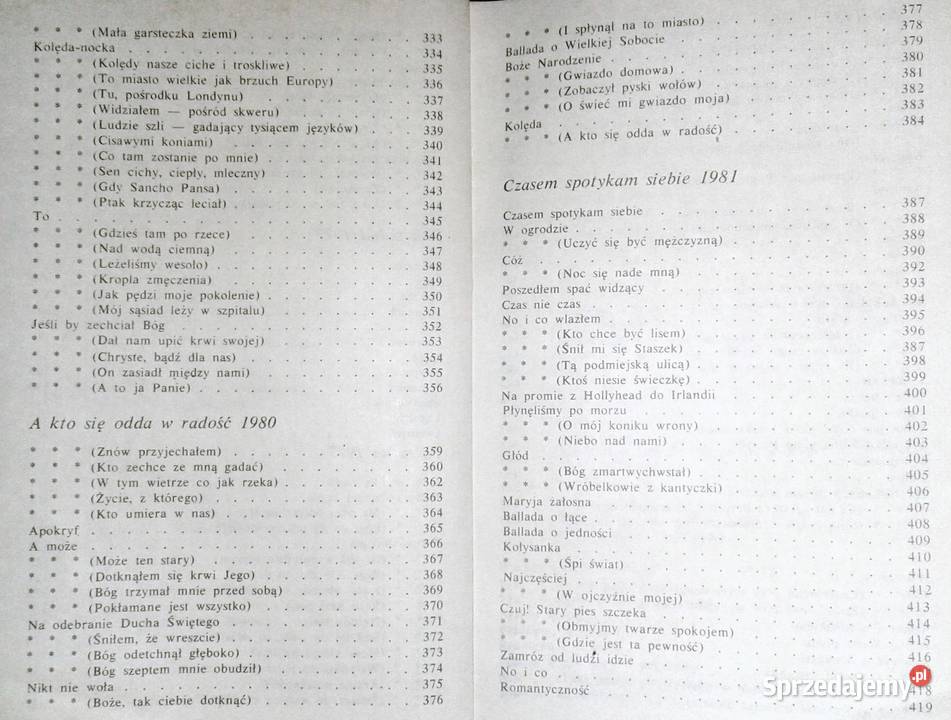 * * * (Mała garsteczka ziemi) . . . . . . . . 333
Kolęda-nocka . . . . . . . . 334
* * * (Kolędy nasze ciche i troskliwe) . . . . . . 335
* * * (To miasto wielkie jak brzuch Europy) . . . . 336
* * * (Tu, pośrodku Londynu) . . . . . . . . 337
* * * (Widziałem — pośród skweru) . . . . . . 338
* * * (Ludzie szli — gadający tysiącem języków) . . . 339
* * * (Cisawymi koniami) . . . . . . . . 340
* * * (Co tam zostanie po mnie) . . . . . . . 341
* * * (Sen cichy, ciepły, mleczny) . . . . . . . 342
* * * (Gdy Sancho Pansa) . . . . . . . . 343
* * * (Ptak krzycząc leciał) . . . . . . . . 344
To . . . . . . . . 345
* * * (Gdzieś tam po rzece) . . . . . . . . 346
* * * (Nad wodą ciemną) . . . . . . . . 347
* * * (Leżeliśmy wesoło) . . . . . . . . 348
* * * (Kropla zmęczenia) . . . . . . . . 349
* * * (Jak pędzi moje pokolenie) . . . . . . . 350
* * * (Mój sąsiad leży w szpitalu) . . . . . . . 351
Jeśli by zechciał Bóg . . . . . . . . 352
* * * (Dał nam upić krwi swojej) . . . . . . . 353
* * * (Chryste, bądź dla nas) . . . . . . . . 354
* * * (On zasiadł między nami) . . . . . . . 355
* * * (A to ja Panie) . . . . . . . . 356
A kto się odda w radość 1980
* * * (Znów przyjechałem) . . . . . . . . 359
* * * (Kto zechce ze mną gadać) . . . . . . . 360
* * * (W tym wietrze co jak rzeka) . . . . . . 362
* * * (Życie, z którego) . . . . . . . . 363
* * * (Kto umiera w nas) . . . . . . . . 364
Apokryf . . . . . . . . 365
A może . . . . . . . . 366
* * * (Może ten stary) . . . . . . . . 367
* * * (Dotknąłem się krwi Jego) . . . . . . . 368
* * * (Bóg trzymał mnie przed sobą) . . . . . . 369
* * * (Pokłamane jest wszystko) . . . . . . . 370
Na odebranie Ducha Świętego . . . . . . . . 371
* * * (Śniłem, że wreszcie) . . . . . . . . 372
* * * (Bóg odetchnął głęboko) . . . . . . . 373
* * * (Bóg szeptem mnie obudził) . . . . . . . 374
Nikt nie woła . . . . . . . . 375
* * * (Boże, tak ciebie dotknąć) . . . . . . . 376
* * * (I spłynął na to miasto) . . . . . . . 377
Ballada o Wielkiej Sobocie . . . . . . . . 378
Boże Narodzenie . . . . . . . . 379
* * * (Gwiazdo domowa) . . . . . . . . 380
* * * (Zobaczył pyski wołów) . . . . . . . 381
* * * (O świeć mi gwiazdo moja) . . . . . . 382
Kolęda . . . . . . . . 383
* * * (A kto się odda w radość) . . . . . . . 384
Czasem spotykam siebie 1981
Czasem spotykam siebie . . . . . . . . 387
W ogrodzie . . . . . . . . 388
* * * (Uczyć się być mężczyzną) . . . . . . . 389
Cóż . . . . . . . . 390
* * * (Noc się nade mną) . . . . . . . . 392
Poszedłem spać widzący . . . . . . . . 393
Czas nie czas . . . . . . . . 394
No i co wlazłem . . . . . . . . 395
* * * (Kto chce być lisem) . . . . . . . . 396
* * * (Śnił mi się Staszek) . . . . . . . . 387
* * * (Tą podmiejską ulicą) . . . . . . . . 398
* * * (Ktoś niesie świeczkę) . . . . . . . . 399
Na promie z Hollyhead do Irlandii . . . . . . . 400
Płynęliśmy po morzu . . . . . . . . 401
* * * (O mój koniku wrony) . . . . . . . . 402
* * * (Niebo nad nami) . . . . . . . . 403
Głód . . . . . . . . 404
* * * (Bóg zmartwychwstał) . . . . . . . . 405
* * * (Wróbelkowie z kantyczki) . . . . . . . 406
Maryja żałosna . . . . . . . . 407
Ballada o łące . . . . . . . . 408
Ballada o jedności . . . . . . . . 409
Kołysanka . . . . . . . . 410
* * * (Śpi świat) . . . . . . . . 411
Najczęściej . . . . . . . . 412
* * * (W ojczyźnie mojej) . . . . . . . . 413
Czuj! Stary pies szczeka . . . . . . . . 414
* * * (Obmyjmy twarze spokojem) . . . . . . . 415
* * * (Gdzie jest ta pewność) . . . . . . . 416
Zamróz od ludzi idzie . . . . . . . .
No i co . . . . . . . . 418
Romantyczność . . . . . . . . 419
Sprzedajemy.pl